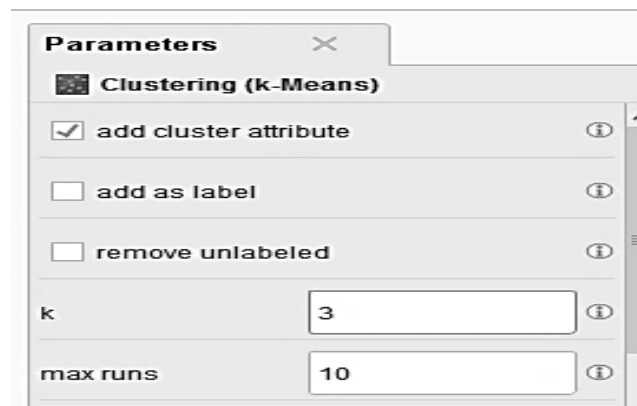 Parameters
Clustering (k-Means)
add cluster attribute
add as label
remove unlabeled
k 3
max runs 10